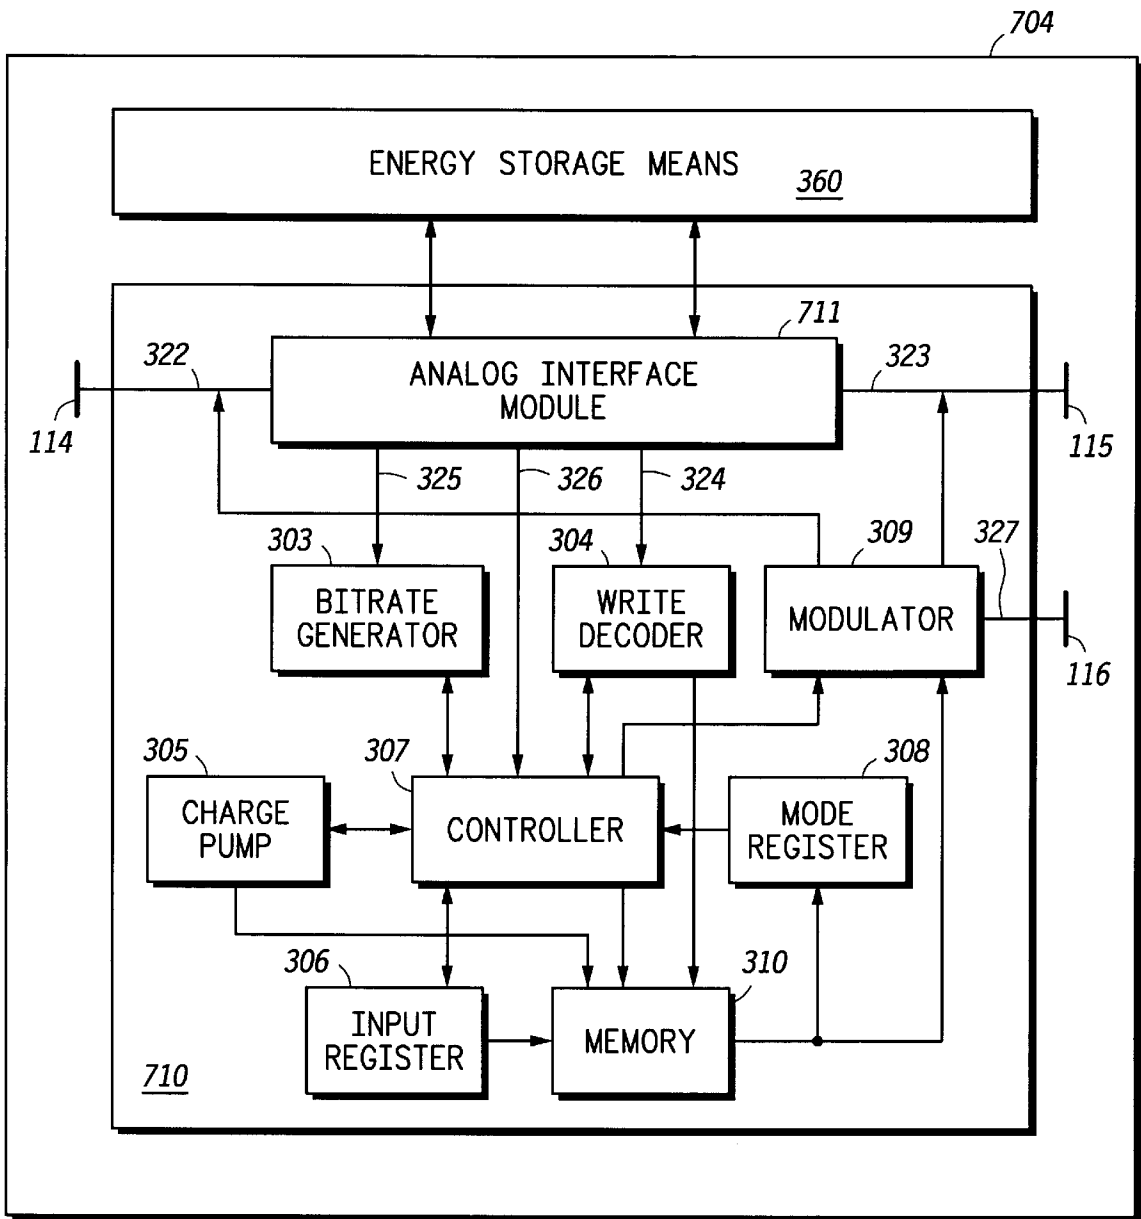 704
ENERGY STORAGE MEANS
360
711
322
ANALOG INTERFACE
MODULE
323
114
115
325
326
324
303
304
309
327
BITRATE
GENERATOR
WRITE
DECODER
MODULATOR
116
305
307
308
CHARGE
PUMP
CONTROLLER
MODE
REGISTER
306
310
INPUT
REGISTER
MEMORY
710